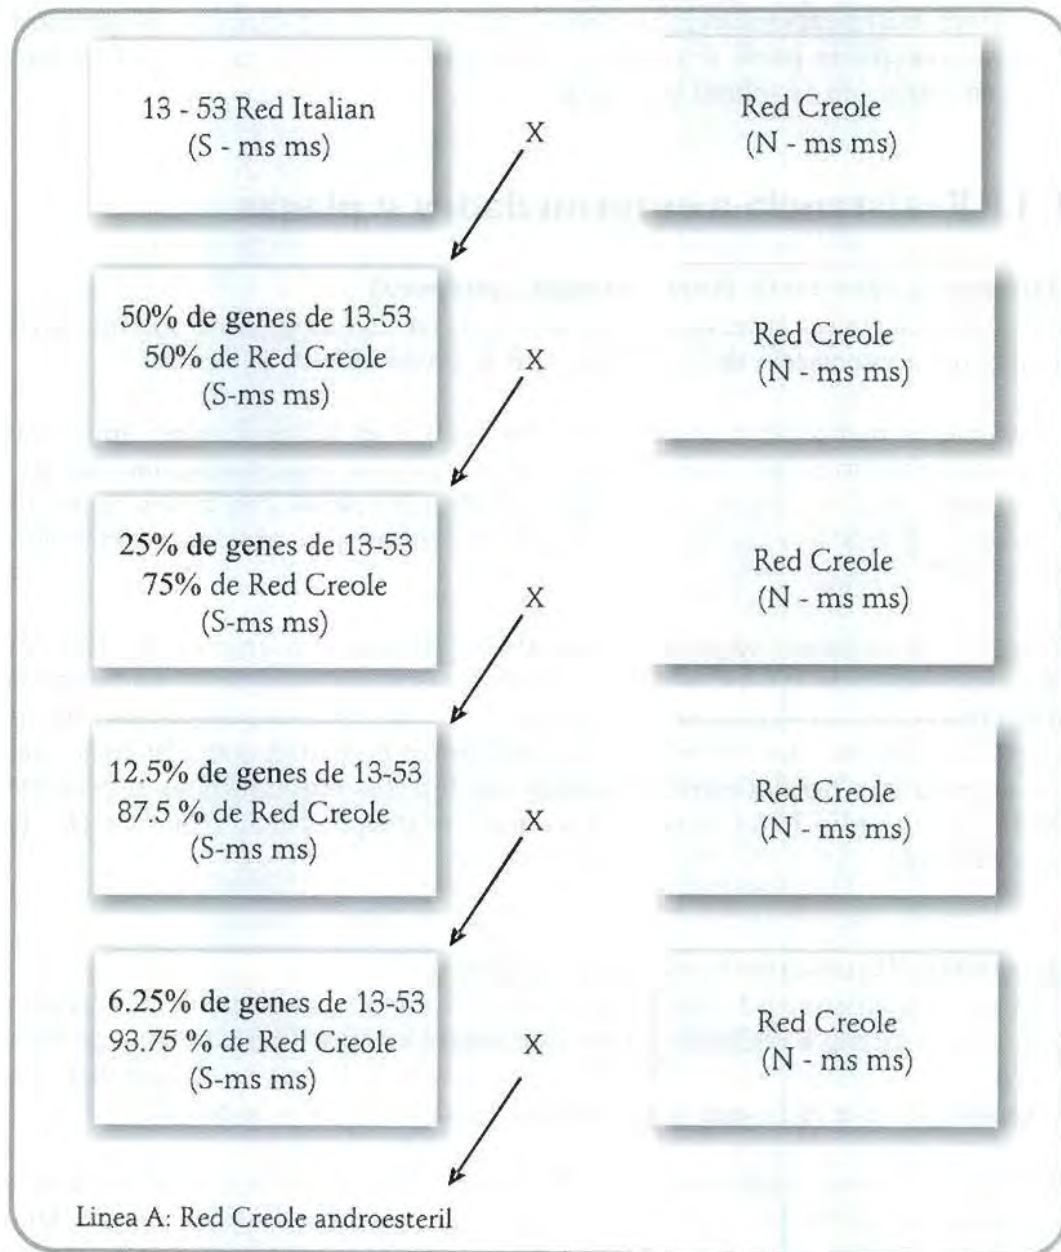 13 - 53 Red Italian
(S - ms ms)
X
Red Creole
(N - ms ms)
50% de genes de 13-53
50% de Red Creole
(S-ms ms)
X
Red Creole
(N - ms ms)
25% de genes de 13-53
75% de Red Creole
(S-ms ms)
X
Red Creole
(N - ms ms)
12.5% de genes de 13-53
87.5 % de Red Creole
(S-ms ms)
X
Red Creole
(N - ms ms)
6.25% de genes de 13-53
93.75 % de Red Creole
(S-ms ms)
X
Red Creole
(N - ms ms)
Linea A: Red Creole androesteril